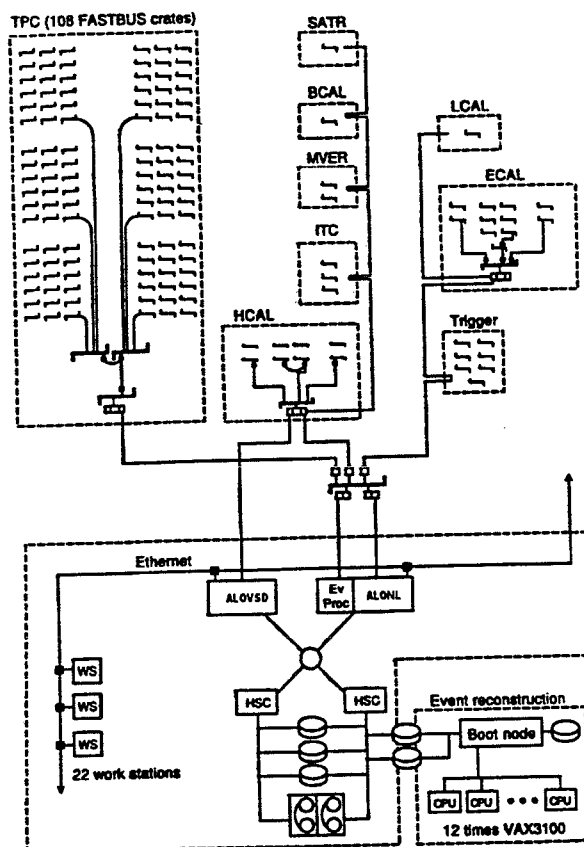 TPC (108 FASTBUS crates)
SATR
BCAL
LCAL
MVER
ECAL
ITC
HCAL
Trigger
Ethernet
ALOVSD
Ev Proc
ALONL
WS
HSC
HSC
Event reconstruction
WS
Boot node
WS
22 work stations
CPU
CPU
CPU
12 times VAX3100